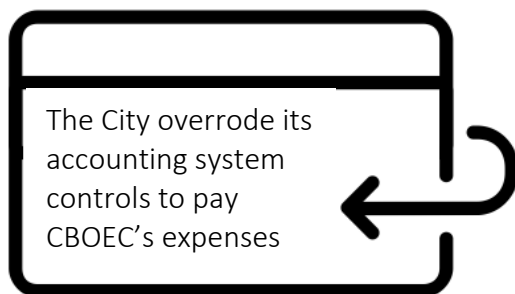 The City overrode its
accounting system
controls to pay
CBOEC's expenses